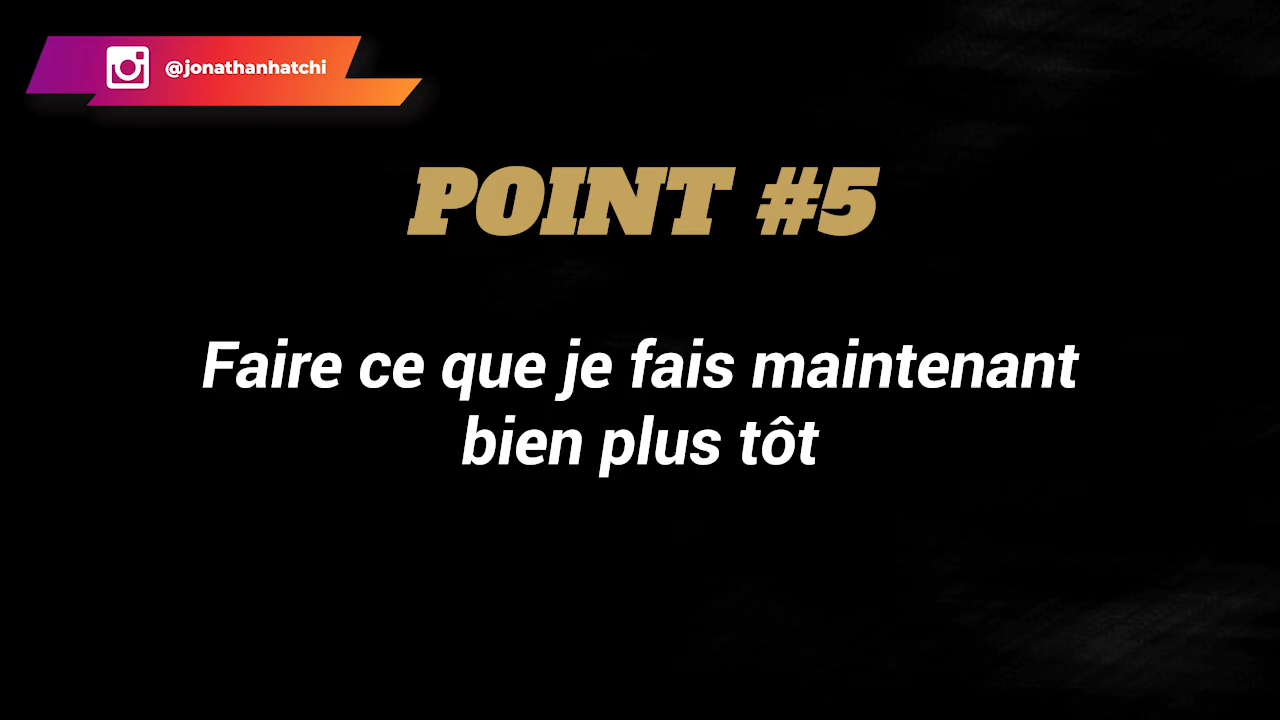 @jonathanhatchi
POINT #5
Faire ce que je fais maintenant
bien plus tôt